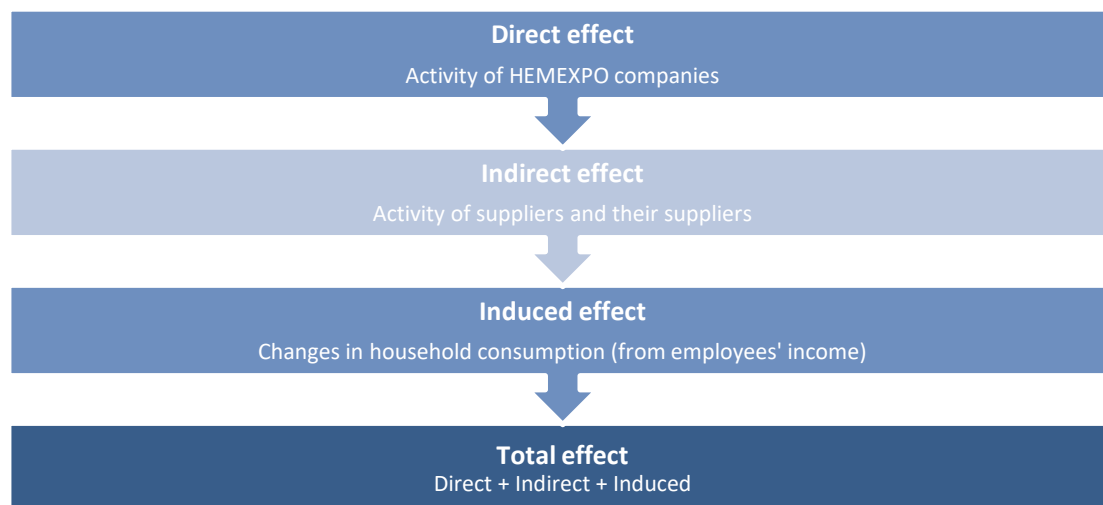 Direct effect
Activity of HEMEXPO companies
Indirect effect
Activity of suppliers and their suppliers
Induced effect
Changes in household consumption (from employees' income)
Total effect
Direct + Indirect + Induced